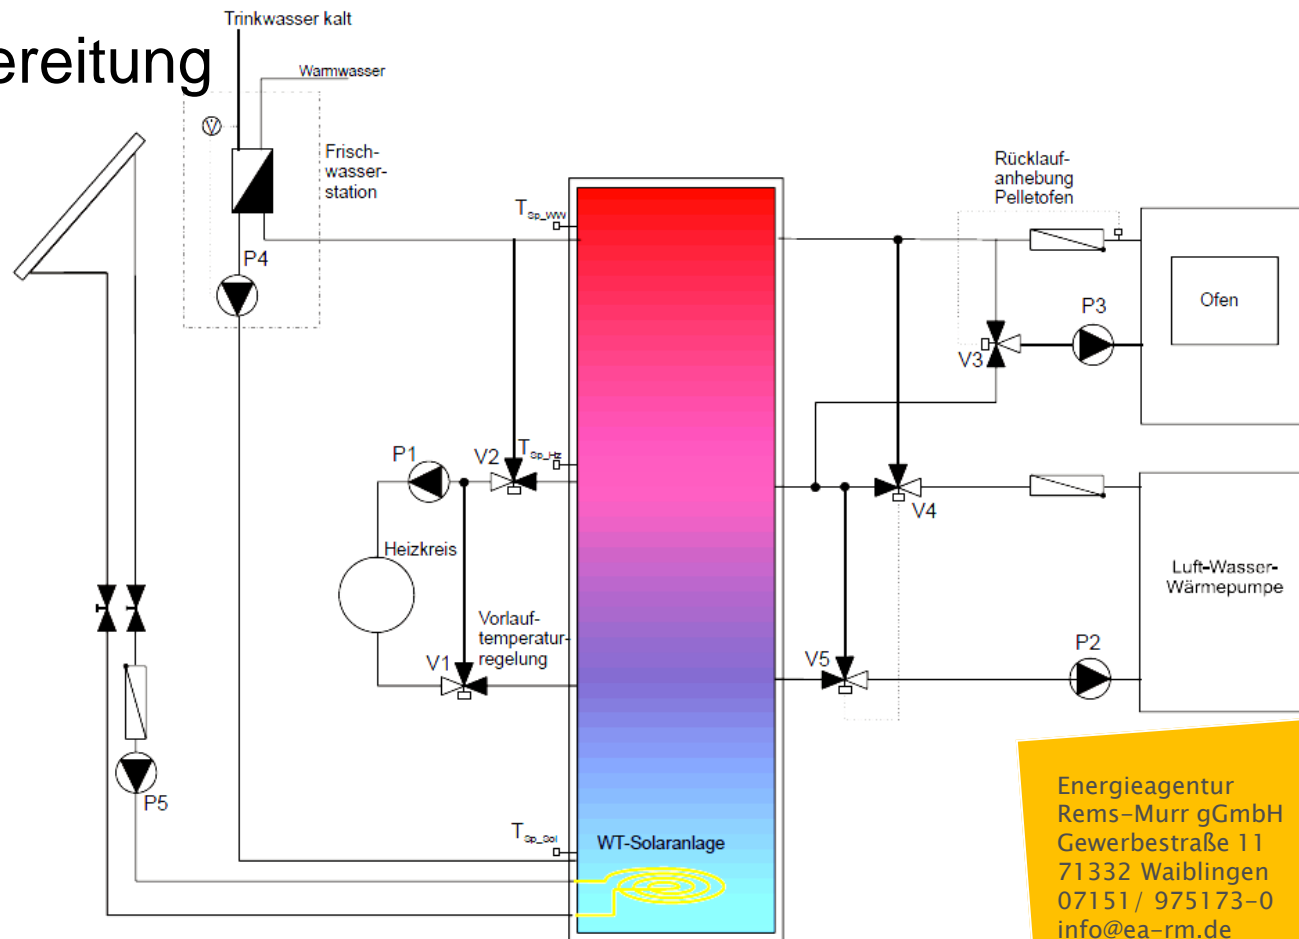 Trinkwasser kalt
ereitung
Warmwasser
V
Frisch-
wasser-
station
Rücklauf-
anhebung
Pelletofen
T Sp_WW
P4
Ofen
P3
V3
P1
V2
T Sp_Hz
V4
Heizkreis
Luft-Wasser-
Wärmepumpe
Vorlauf-
temperatur-
regelung
V1
V5
P2
P5
T Sp_Sol
WT-Solaranlage
Energieagentur
Rems-Murr gGmbH
Gewerbestraße 11
71332 Waiblingen
07151/ 975173-0
info@ea-rm.de